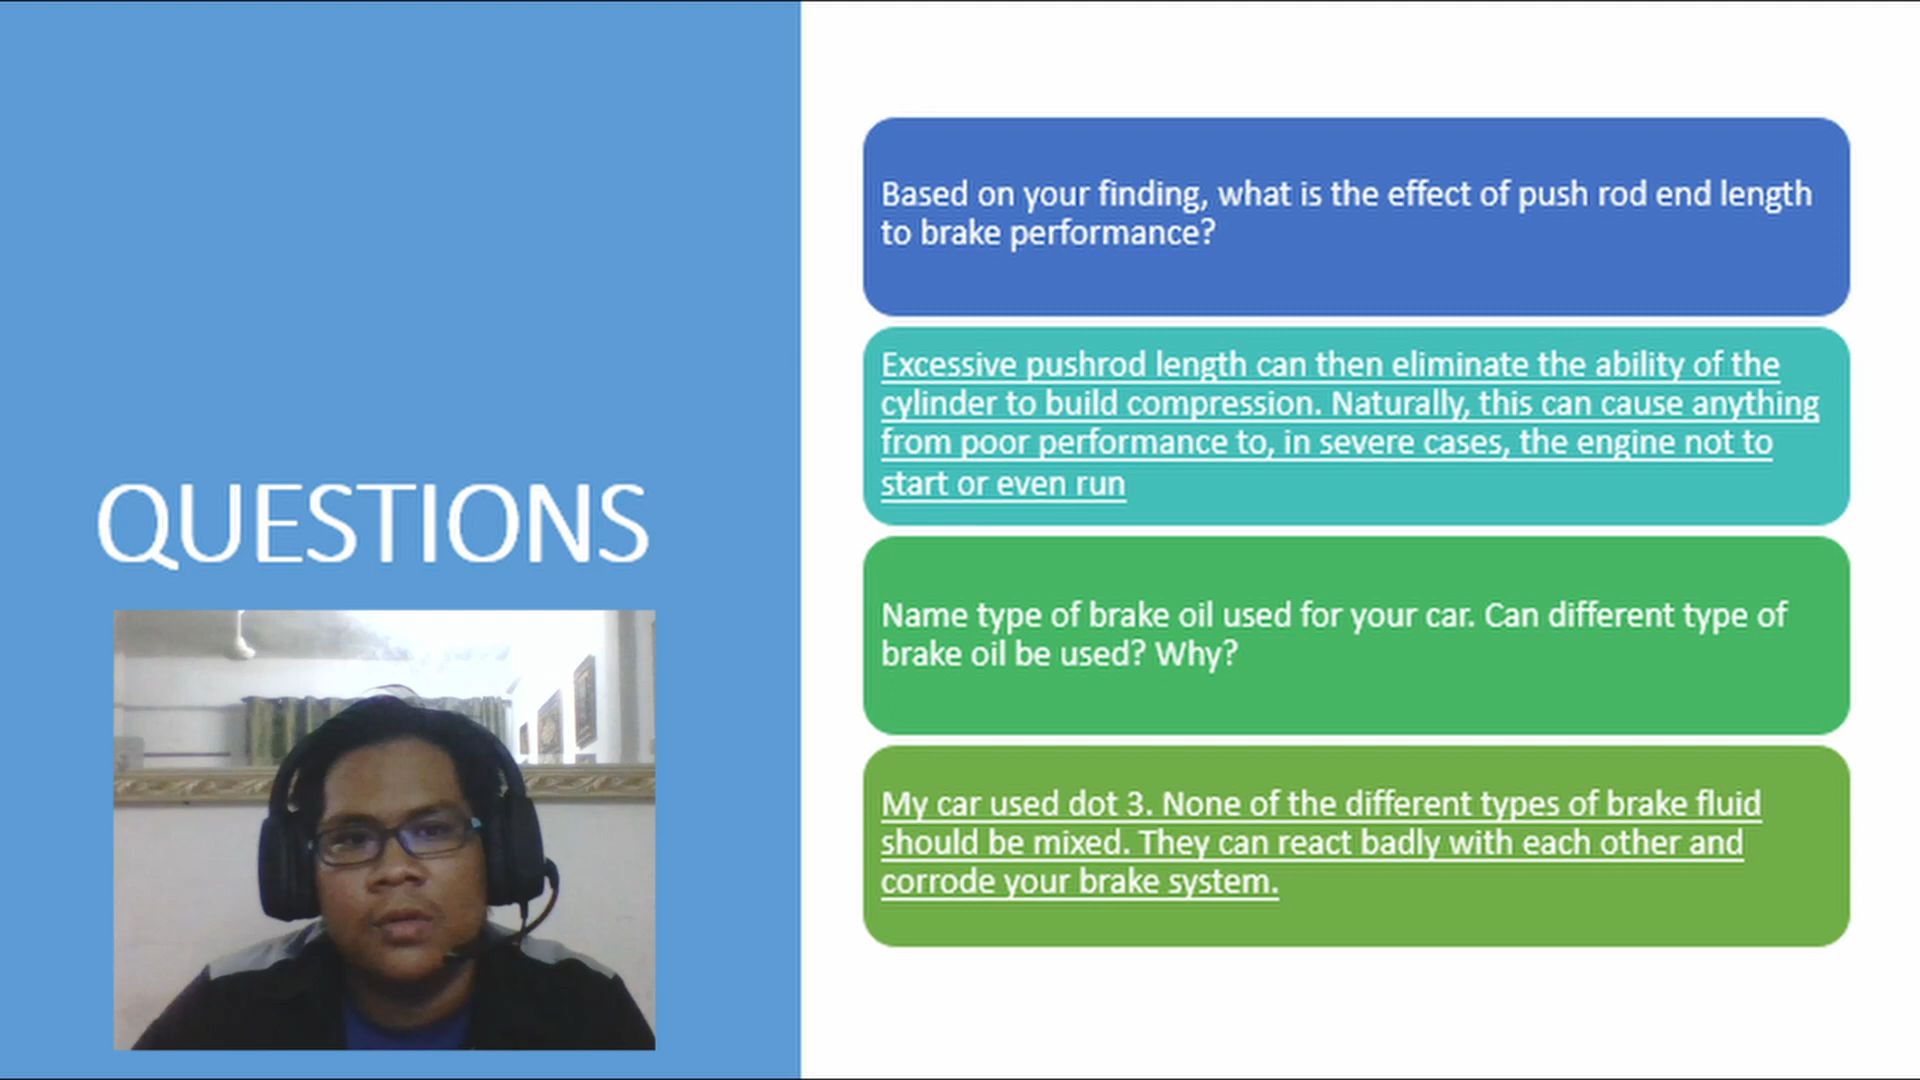 QUESTIONS
Based on your finding, what is the effect of push rod end length
to brake performance?
Excessive pushrod length can then eliminate the ability of the
cylinder to build compression. Naturally, this can cause anything
from poor performance to, in severe cases, the engine not to
start or even run
Name type of brake oil used for your car. Can different type of
brake oil be used? Why?
My car used dot 3. None of the different types of brake fluid
should be mixed. They can react badly with each other and
corrode your brake system.